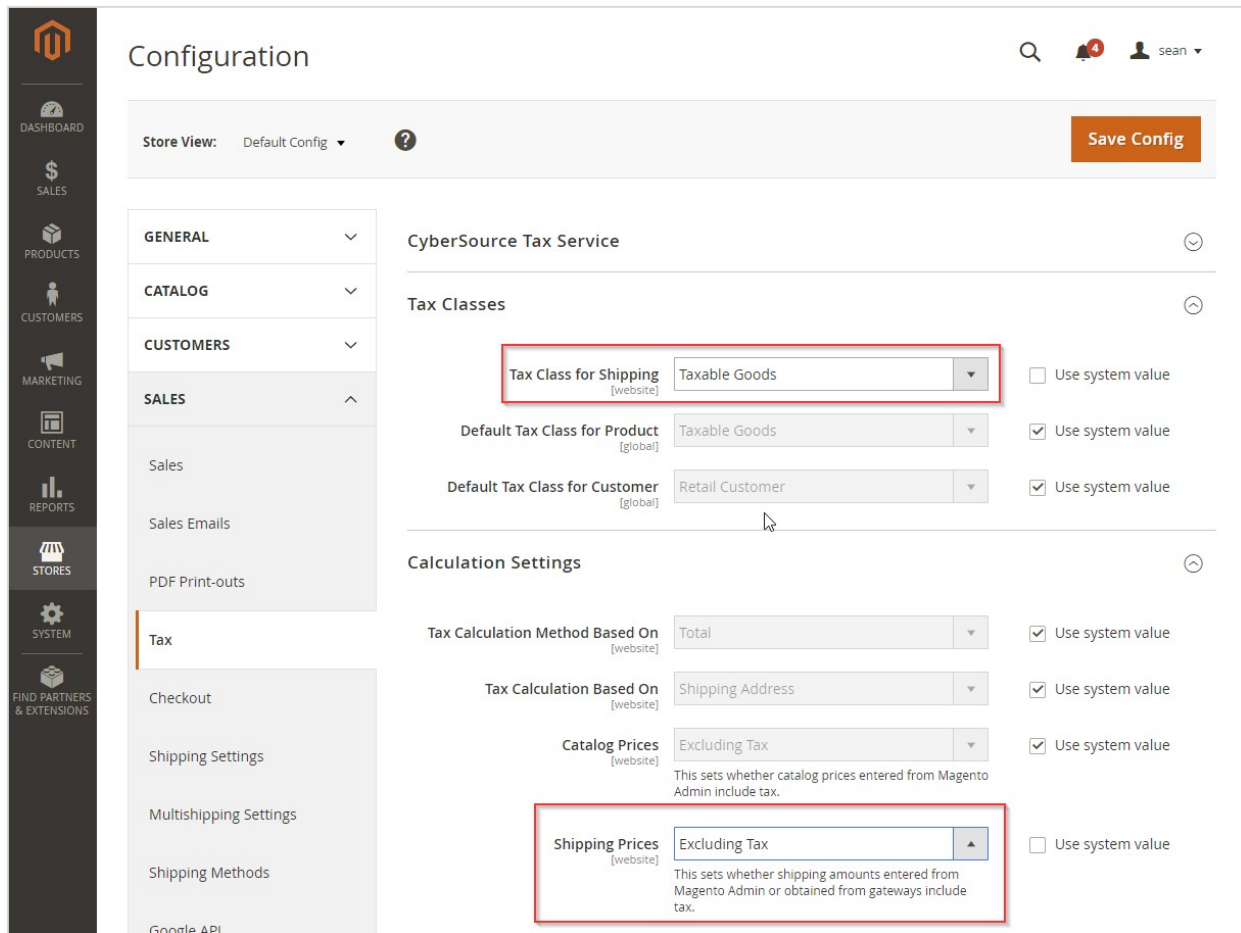 Configuration
4
sean
DASHBOARD
SALES
PRODUCTS
CUSTOMERS
MARKETING
CONTENT
REPORTS
STORES
SYSTEM
FIND PARTNERS
& EXTENSIONS
Store View: Default Config
?
Save Config
GENERAL
CATALOG
CUSTOMERS
SALES
Sales
Sales Emails
PDF Print-outs
Tax
Checkout
Shipping Settings
Multishipping Settings
Shipping Methods
Google API
CyberSource Tax Service
Tax Classes
Tax Class for Shipping Taxable Goods Use system value
[website]
Default Tax Class for Product Taxable Goods Use system value
[global]
Default Tax Class for Customer Retail Customer Use system value
[global]
Calculation Settings
Tax Calculation Method Based On Total Use system value
[website]
Tax Calculation Based On Shipping Address Use system value
[website]
Catalog Prices Excluding Tax Use system value
[website]
This sets whether catalog prices entered from Magento
Admin include tax.
Shipping Prices Excluding Tax Use system value
[website]
This sets whether shipping amounts entered from
Magento Admin or obtained from gateways include
tax.